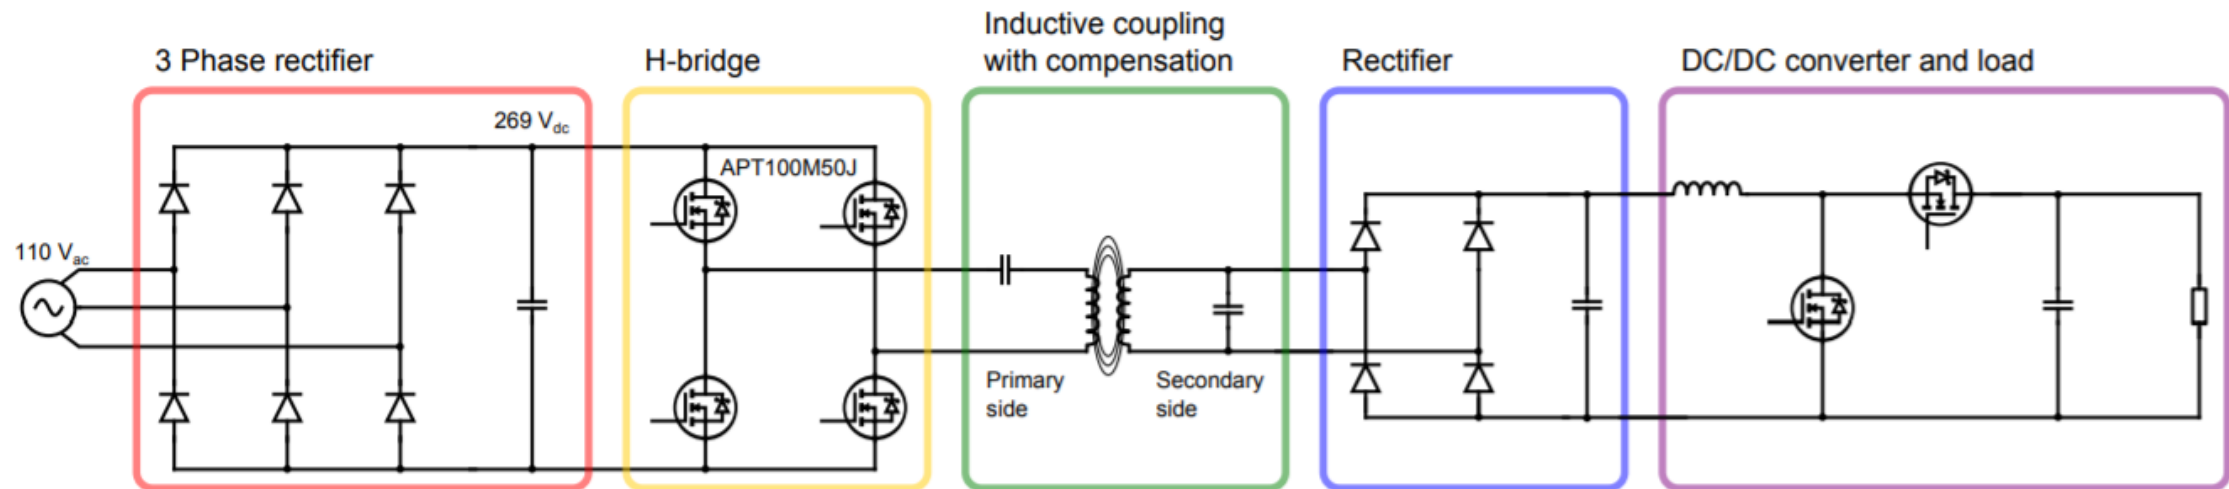 3 Phase rectifier
H-bridge
Inductive coupling
with compensation
Rectifier
DC/DC converter and load
110 Vac
269 Vdc
APT100M50J
Primary
side
Secondary
side